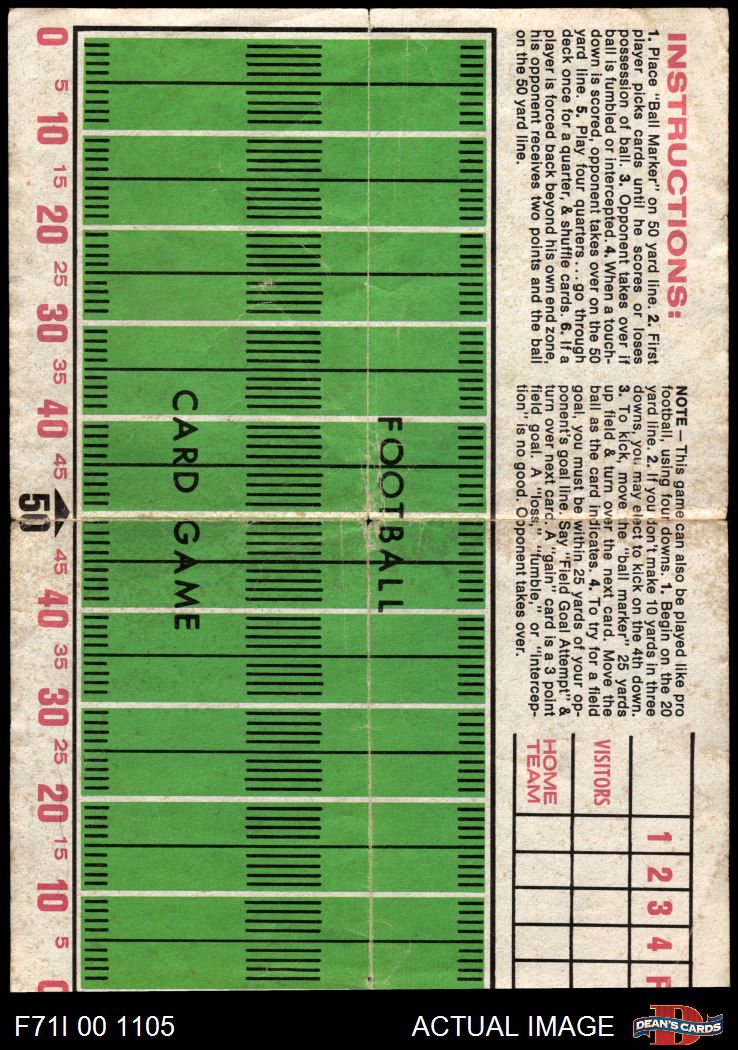 INSTRUCTIONS:
1. Place "Ball Marker" on 50 yard line. 2. First
player picks cards until he scores or loses
possession of ball. 3. Opponent takes over if
ball is fumbled or intercepted. 4. When a touch-
down is scored, opponent takes over on the 50
yard line. 5. Play four quarters ... go through
deck once for a quarter, & shuffle cards. 6. If a
player is forced back beyond his own end zone,
his opponent receives two points and the ball
on the 50 yard line.
NOTE — This game can also be played like pro
football, using four downs. 1. Begin on the 20
yard line. 2. If you don't make 10 yards in three
downs, you may elect to kick on the 4th down.
3. To kick, move the "ball marker" 25 yards
up field & turn over the next card. Move the
ball as the card indicates. 4. To try for a field
goal, you must be within 25 yards of your op-
ponent's goal line. Say "Field Goal Attempt" &
turn over next card. A "gain" card is a 3 point
field goal. A "loss," "fumble," or "intercep-
tion" is no good. Opponent takes over.
1 2 3 4 F
VISITORS
HOME
TEAM
FOOTBALL
CARD GAME
0 5 10 15 20 25 30 35 40 45 50 45 40 35 30 25 20 15 10 5 0
F71I 00 1105
ACTUAL IMAGE
D
DEAN'S CARDS